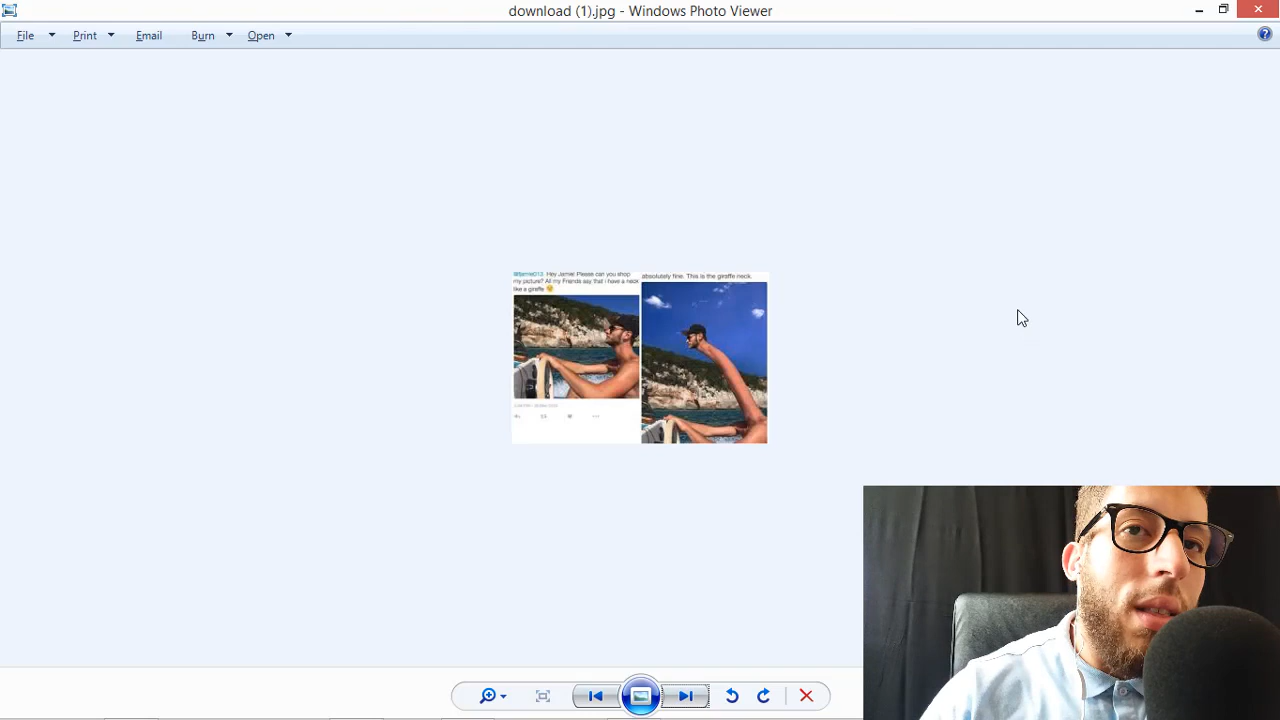 download (1).jpg - Windows Photo Viewer
File Print Email Burn Open
Hey Jamie! Please can you shop
my picture? All my Friends say that i have a neck
like a giraffe
absolutely fine. This is the giraffe neck.